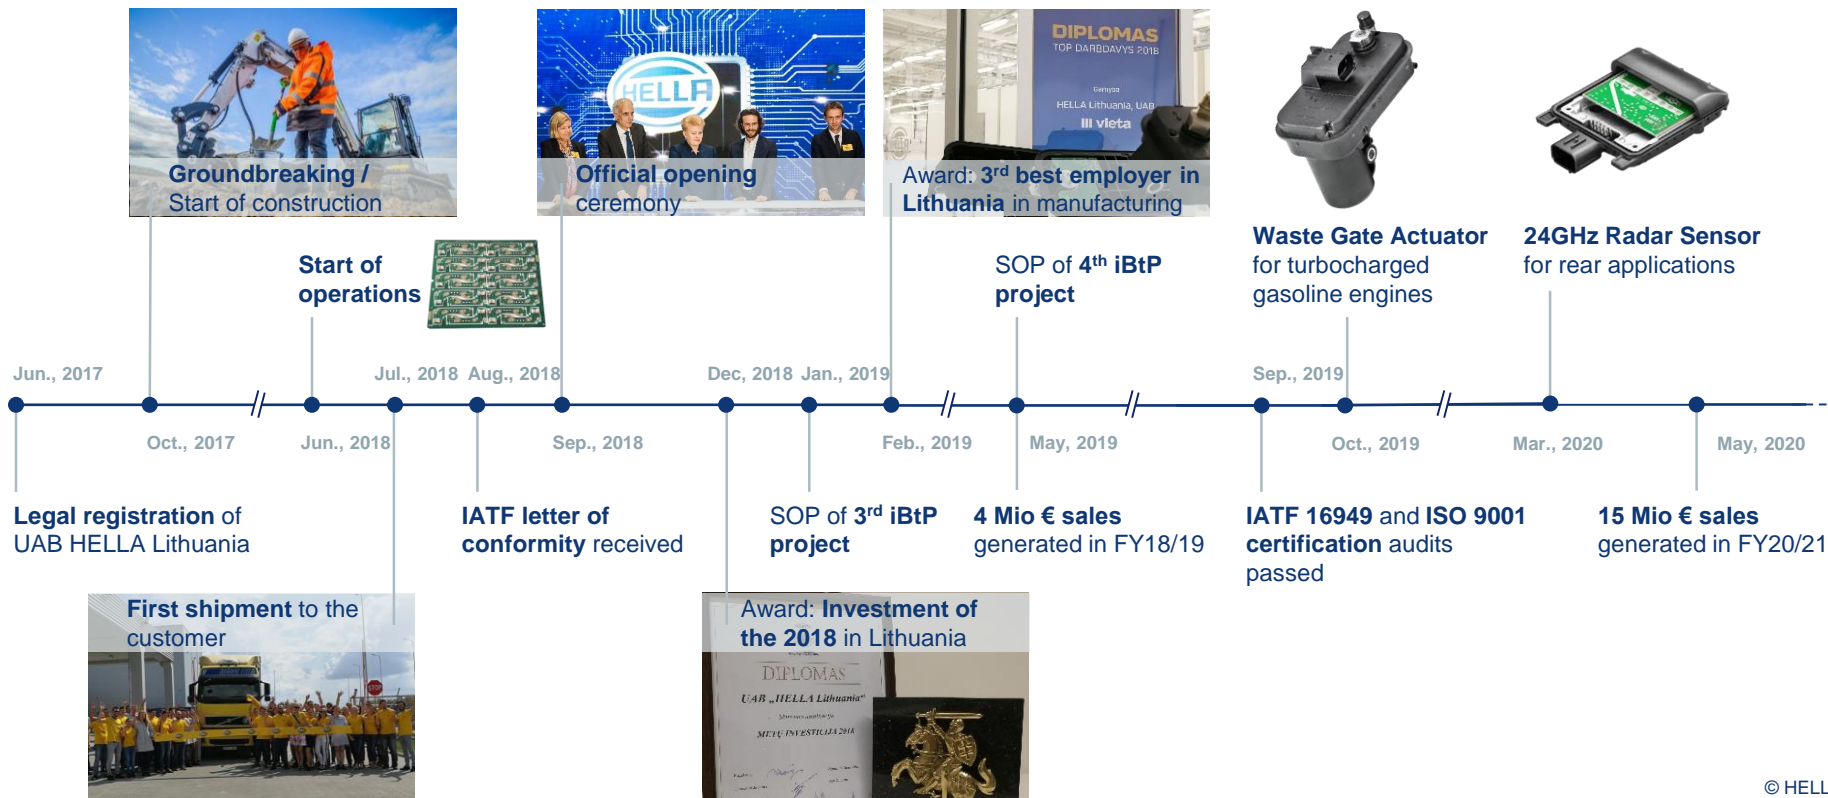 HELLA
DIPLOMAS
TOP DARBDAVYS 2018
HELLA Lithuania, UAB
III vieta
Groundbreaking /
Start of construction
Official opening
ceremony
Award: 3rd best employer in
Lithuania in manufacturing
Start of
operations
SOP of 4th iBtP
project
Waste Gate Actuator
for turbocharged
gasoline engines
24GHz Radar Sensor
for rear applications
Jun., 2017
Jul., 2018
Aug., 2018
Dec, 2018
Jan., 2019
Sep., 2019
Oct., 2017
Jun., 2018
Sep., 2018
Feb., 2019
May, 2019
Oct., 2019
Mar., 2020
May, 2020
Legal registration of
UAB HELLA Lithuania
IATF letter of
conformity received
SOP of 3rd iBtP
project
4 Mio € sales
generated in FY18/19
IATF 16949 and ISO 9001
certification audits
passed
15 Mio € sales
generated in FY20/21
First shipment to the
customer
STOP
Award: Investment of
the 2018 in Lithuania
DIPLOMAS
UAB „HELLA Lithuania“
METŲ INVESTICIJA 2018
© HELL